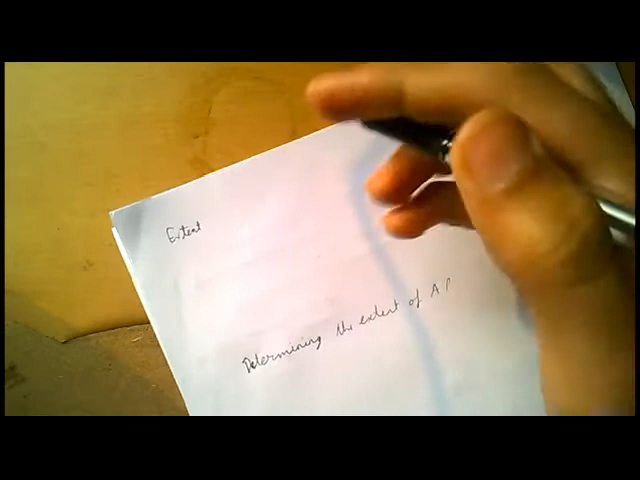 Extent
Determining the extent of A